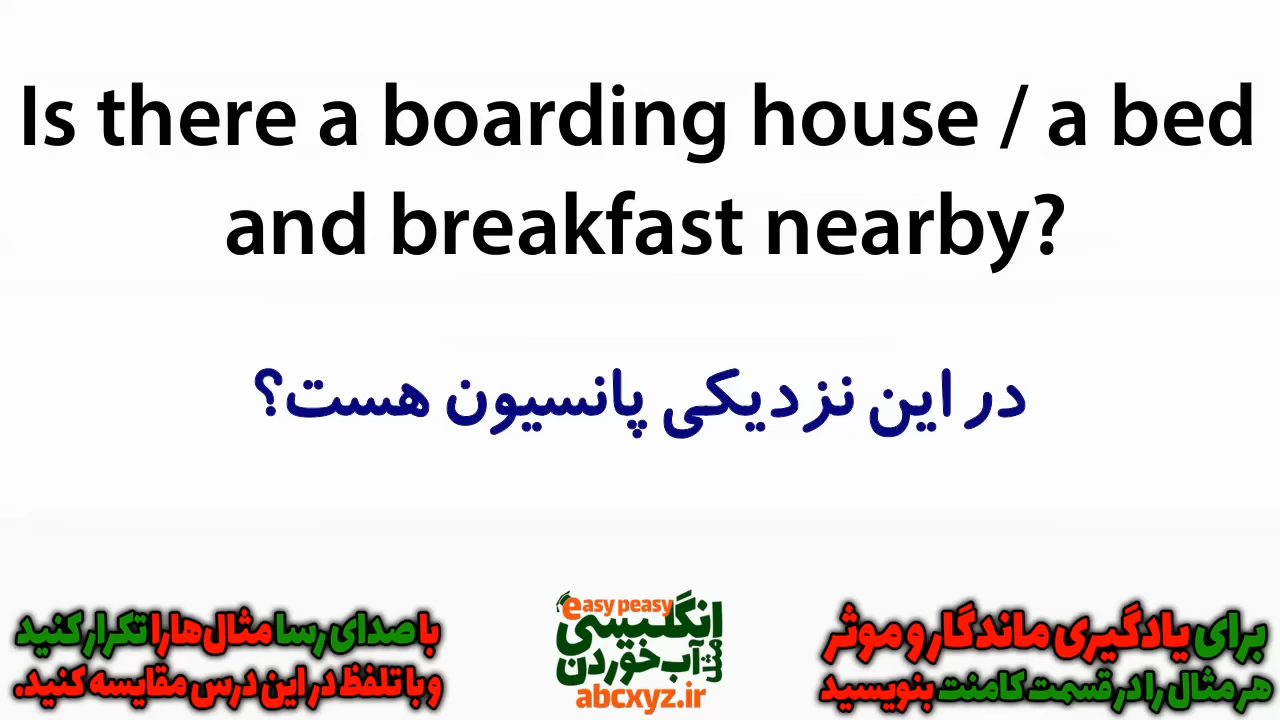 Is there a boarding house / a bed
and breakfast nearby?
در این نزدیکی پانسیون هست؟
برای یادگیری ماندگار و موثر
هر مثال را در قسمت کامنت بنویسید
easy peasy
انگلیسی
مثل آب خوردن
abcxyz.ir
با صدای رسا مثال‌ها را تکرار کنید
و با تلفظ در این درس مقایسه کنید.